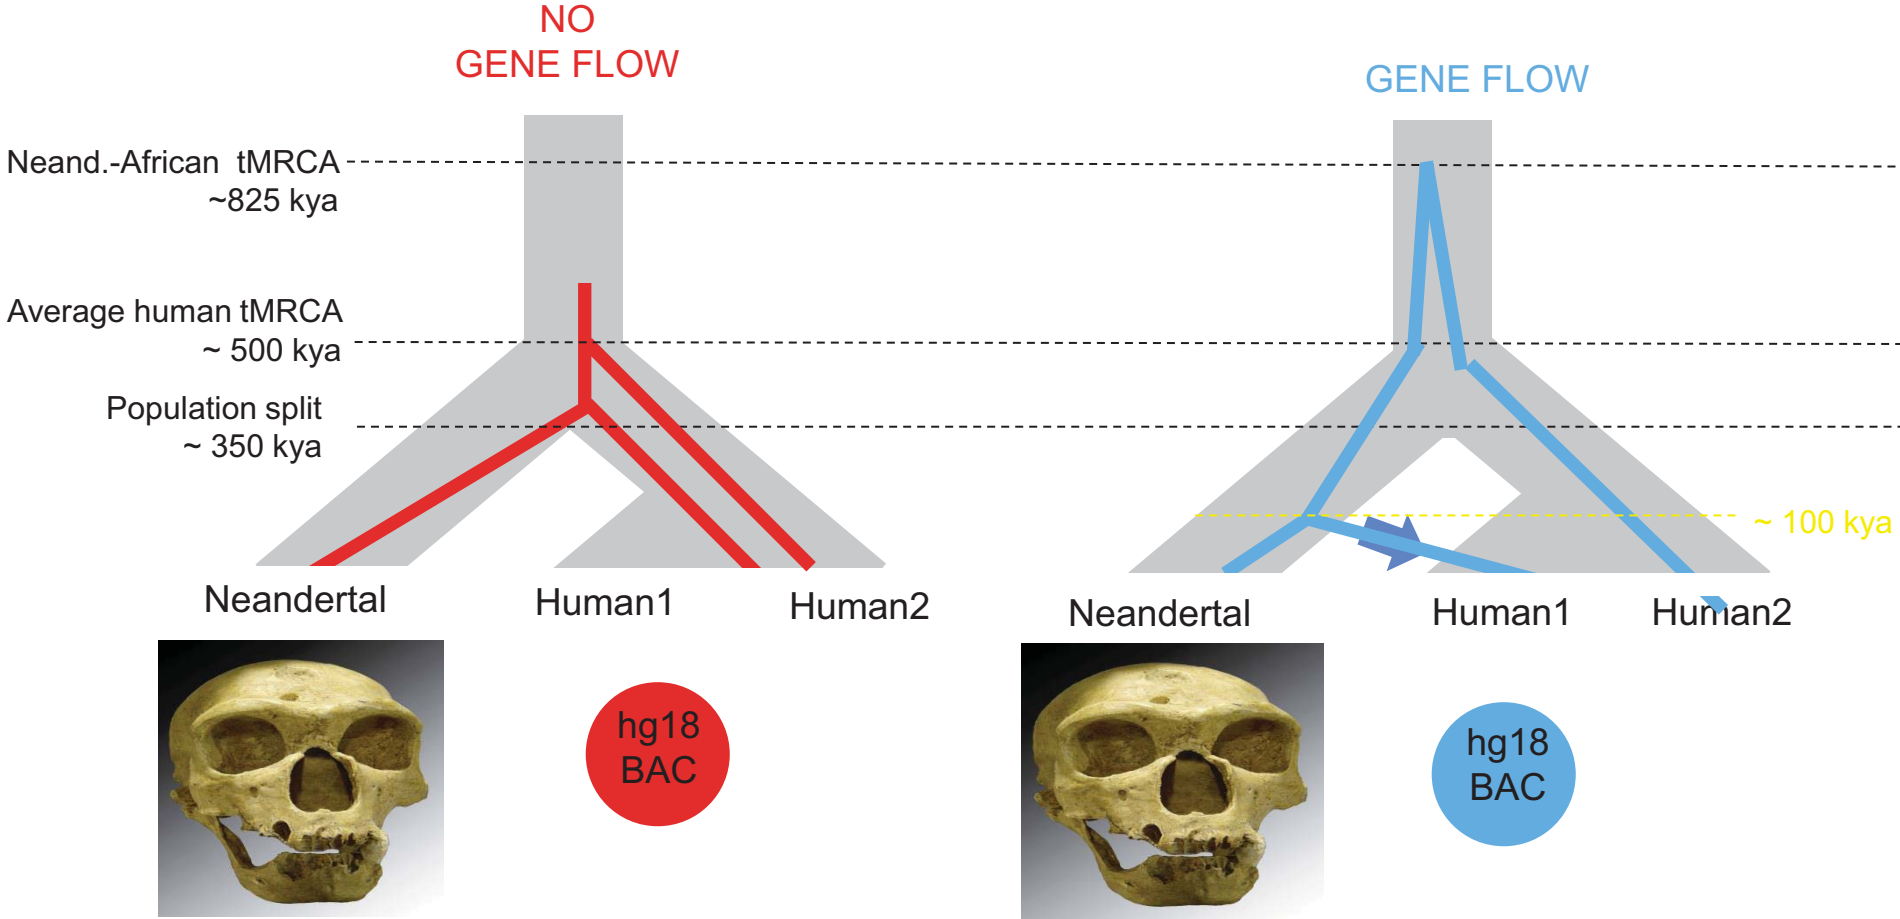 NO
GENE FLOW
GENE FLOW
Neand.-African tMRCA
~825 kya
Average human tMRCA
~ 500 kya
Population split
~ 350 kya
~ 100 kya
Neandertal
Human1
Human2
Neandertal
Human1
Human2
hg18
BAC
hg18
BAC